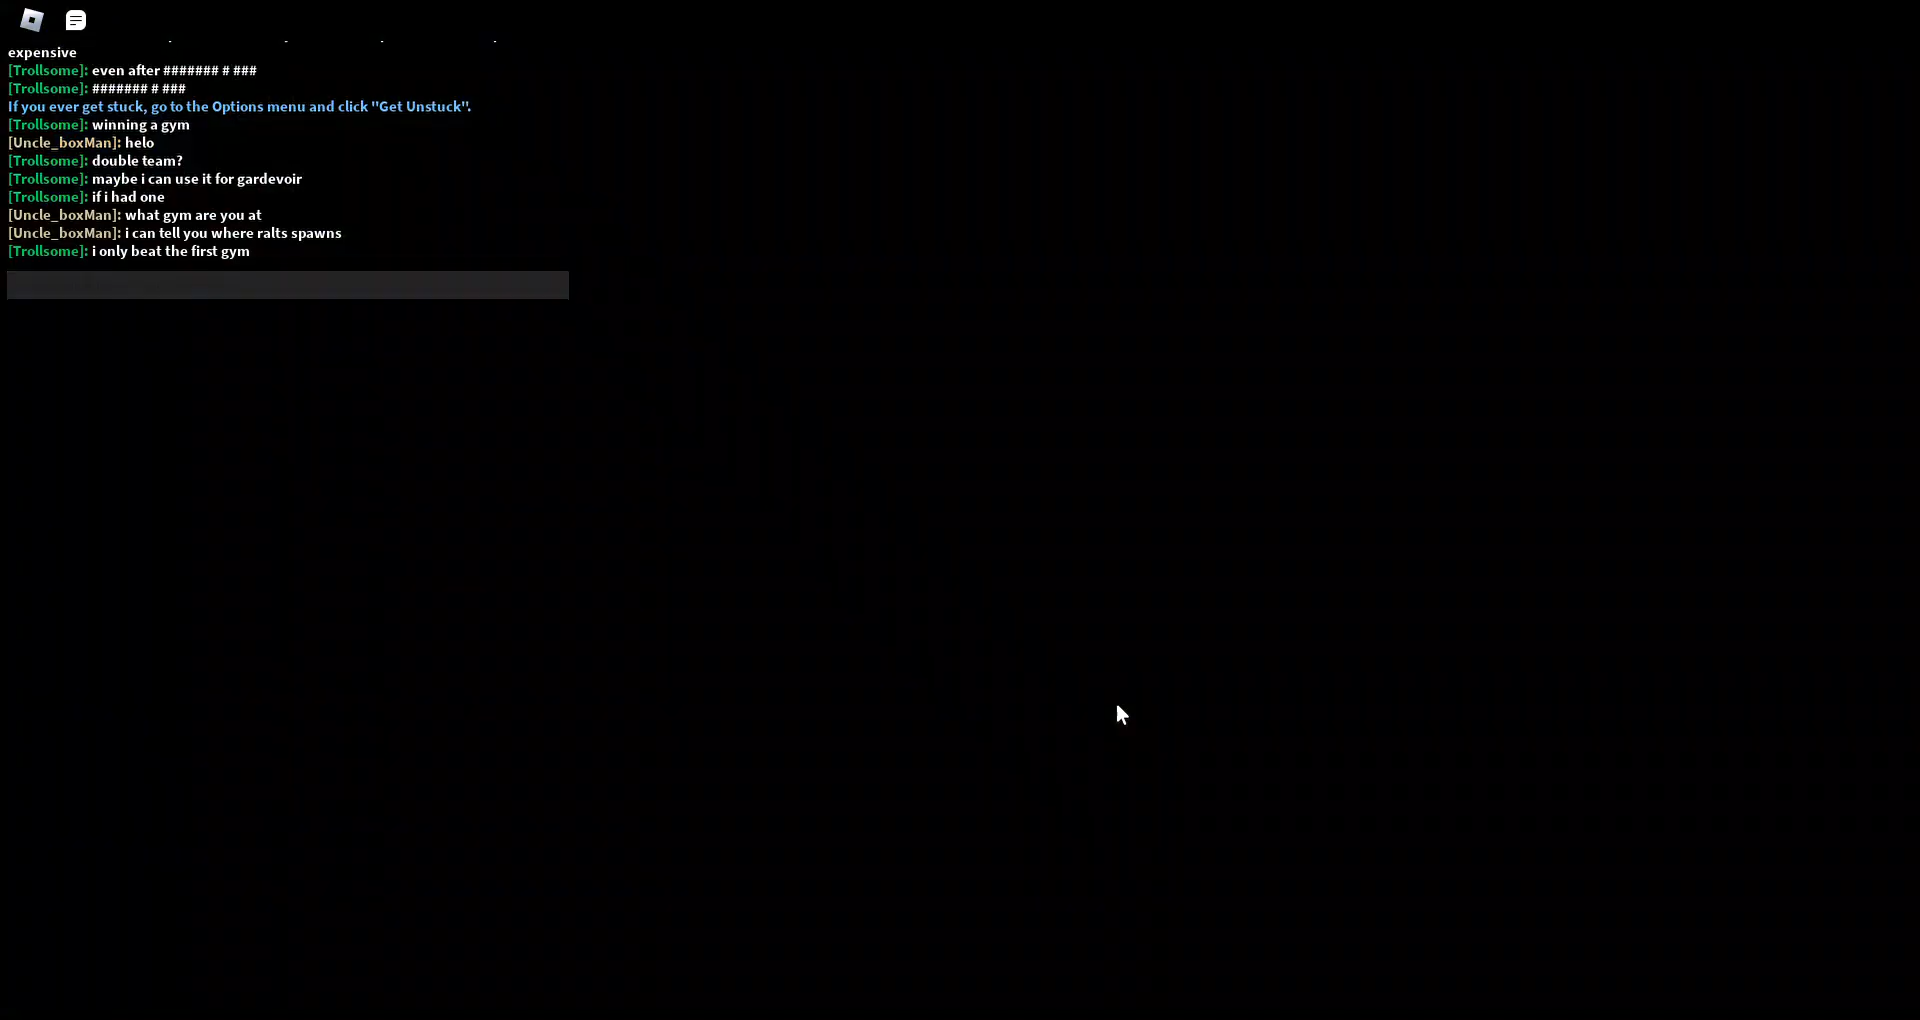 expensive
[Trollsome]: even after ####### # ###
[Trollsome]: ####### # ###
If you ever get stuck, go to the Options menu and click "Get Unstuck".
[Trollsome]: winning a gym
[Uncle_boxMan]: helo
[Trollsome]: double team?
[Trollsome]: maybe i can use it for gardevoir
[Trollsome]: if i had one
[Uncle_boxMan]: what gym are you at
[Uncle_boxMan]: i can tell you where ralts spawns
[Trollsome]: i only beat the first gym